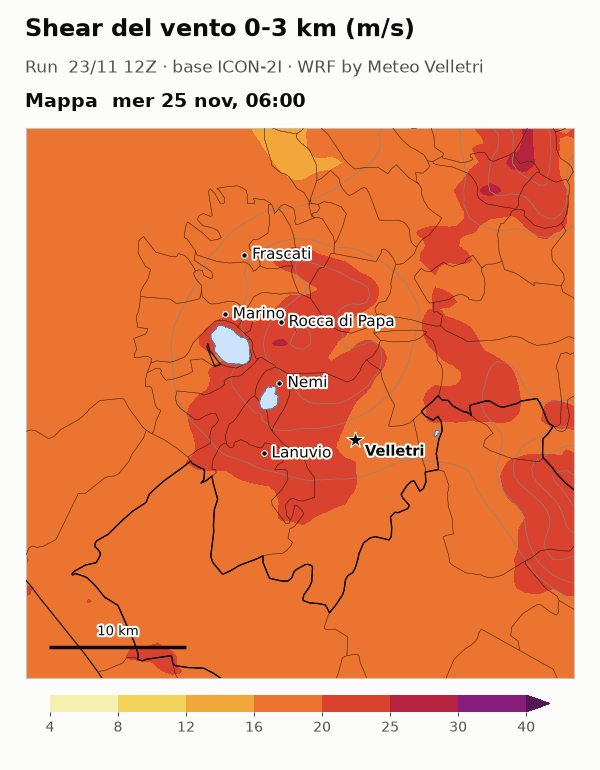 Shear del vento 0-3 km (m/s)
Run  23/11 12Z · base ICON-2I · WRF by Meteo Velletri
Mappa  mer 25 nov, 06:00
Frascati
Marino
Rocca di Papa
Nemi
Velletri
Lanuvio
10 km
4 8 12 16 20 25 30 40